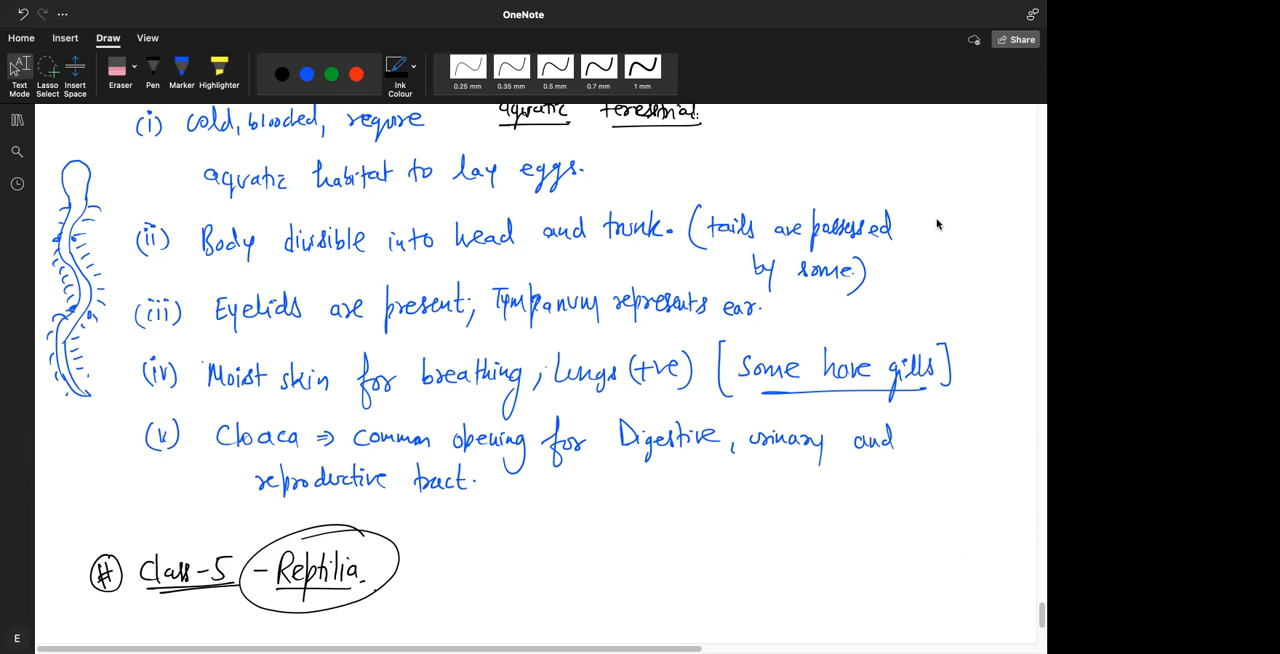 OneNote
Home Insert Draw View
Share
Text Mode
Lasso Select
Insert Space
Eraser
Pen
Marker
Highlighter
Ink Colour
0.25 mm
0.35 mm
0.5 mm
0.7 mm
1 mm
aquatic terestrial.
(i) cold, blooded, require
aquatic habitat to lay eggs.
(ii) Body divisible into head and trunk. (tails are possessed
by some.)
(iii) Eyelids are present; Tympanum represents ear.
(iv) Moist skin for breathing, Lungs (+ve) [Some have gills]
(v) Cloaca ⇒ common opening for Digestive, urinary and
reproductive tract.
# Class-5 - Reptilia.
E